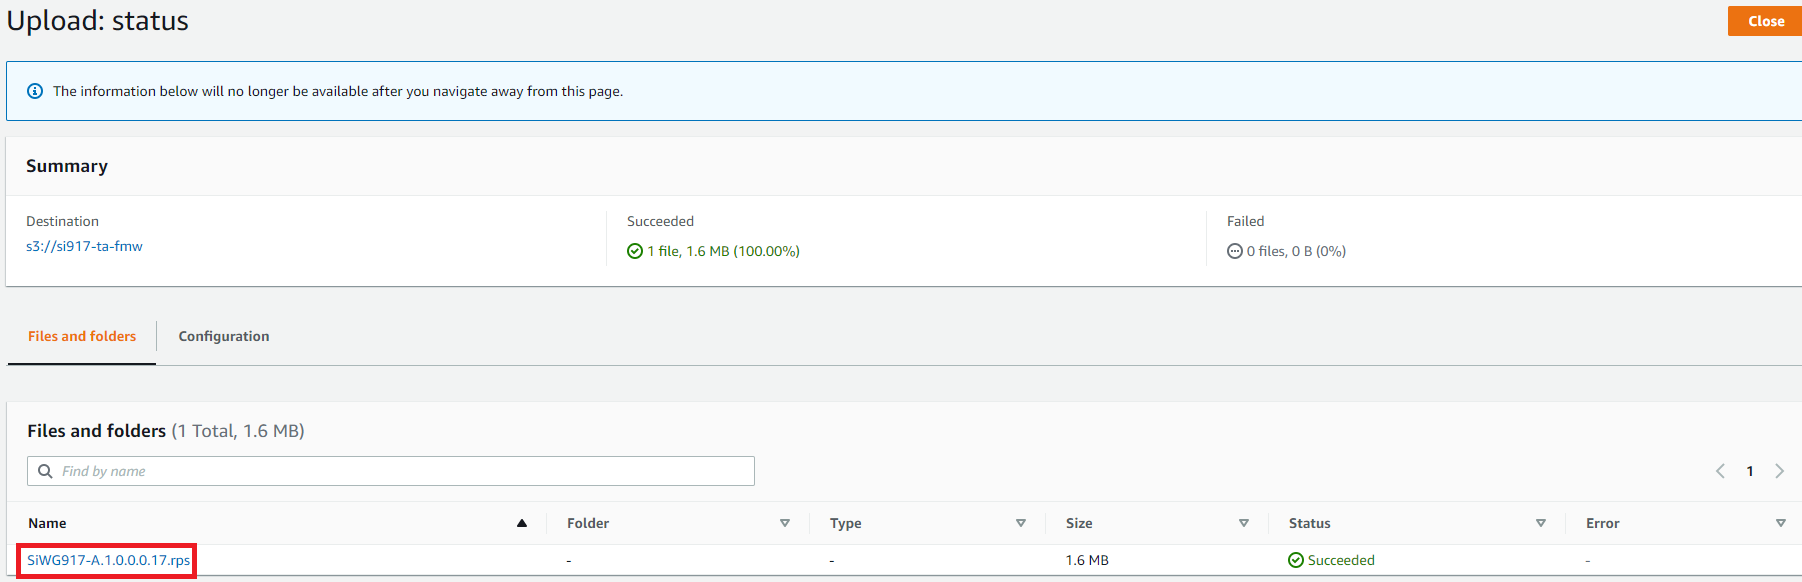 Upload: status
Close
The information below will no longer be available after you navigate away from this page.
Summary
Destination
s3://si917-ta-fmw
Succeeded
1 file, 1.6 MB (100.00%)
Failed
0 files, 0 B (0%)
Files and folders
Configuration
Files and folders (1 Total, 1.6 MB)
Find by name
1
Name Folder Type Size Status Error
SiWG917-A.1.0.0.0.17.rps - - 1.6 MB Succeeded -